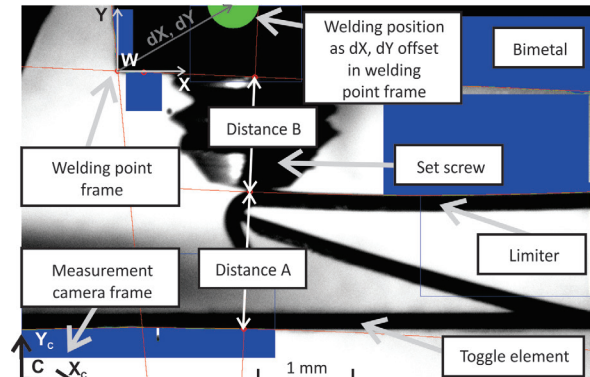 Y
dX, dY
W
X
Welding position
as dX, dY offset
in welding
point frame
Bimetal
Distance B
Welding point
frame
Set screw
Limiter
Measurement
camera frame
Distance A
Yc
C
Xc
1 mm
Toggle element